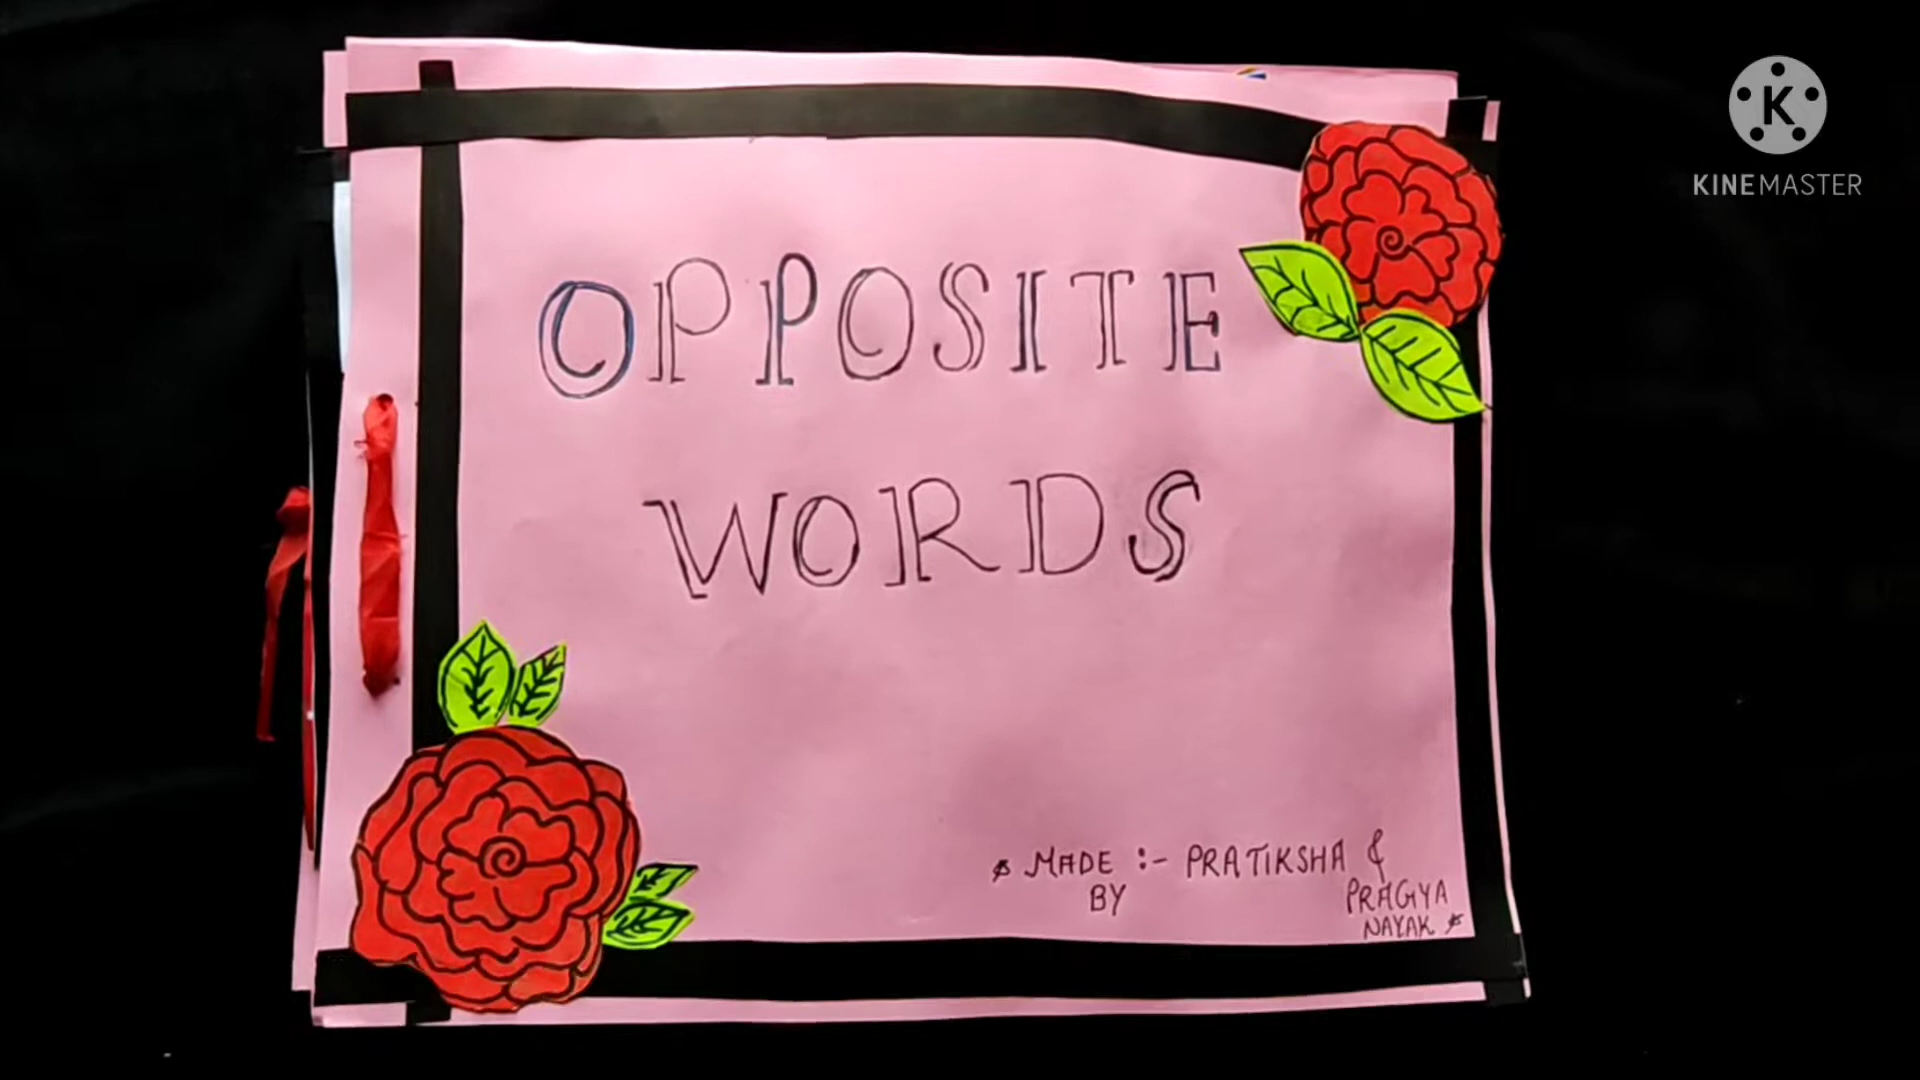 OPPOSITE
WORDS
MADE :- PRATIKSHA &
BY PRAGYA
NAYAK
K
KINEMASTER